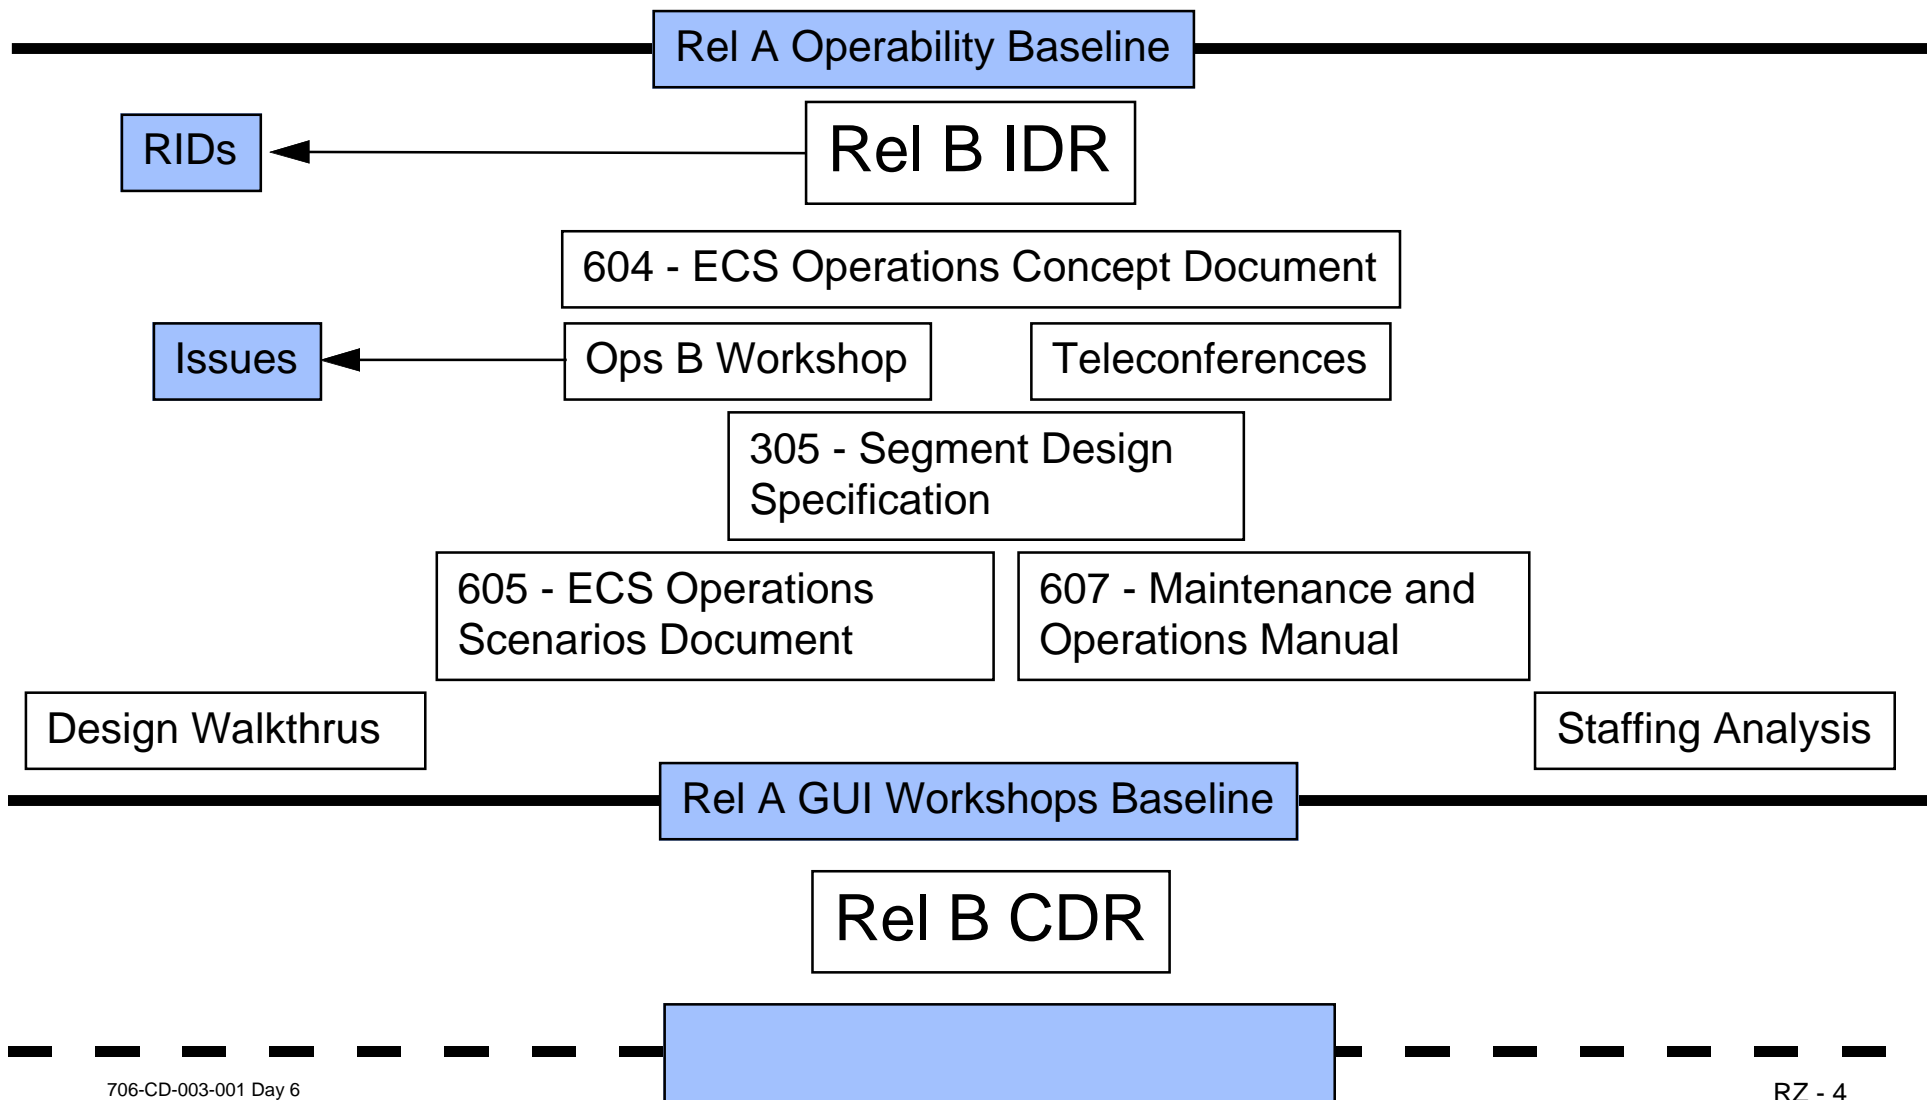 Rel A Operability Baseline
RIDs
Rel B IDR
604 - ECS Operations Concept Document
Issues
Ops B Workshop
Teleconferences
305 - Segment Design
Specification
605 - ECS Operations
Scenarios Document
607 - Maintenance and
Operations Manual
Design Walkthrus
Staffing Analysis
Rel A GUI Workshops Baseline
Rel B CDR
706-CD-003-001 Day 6
RZ - 4